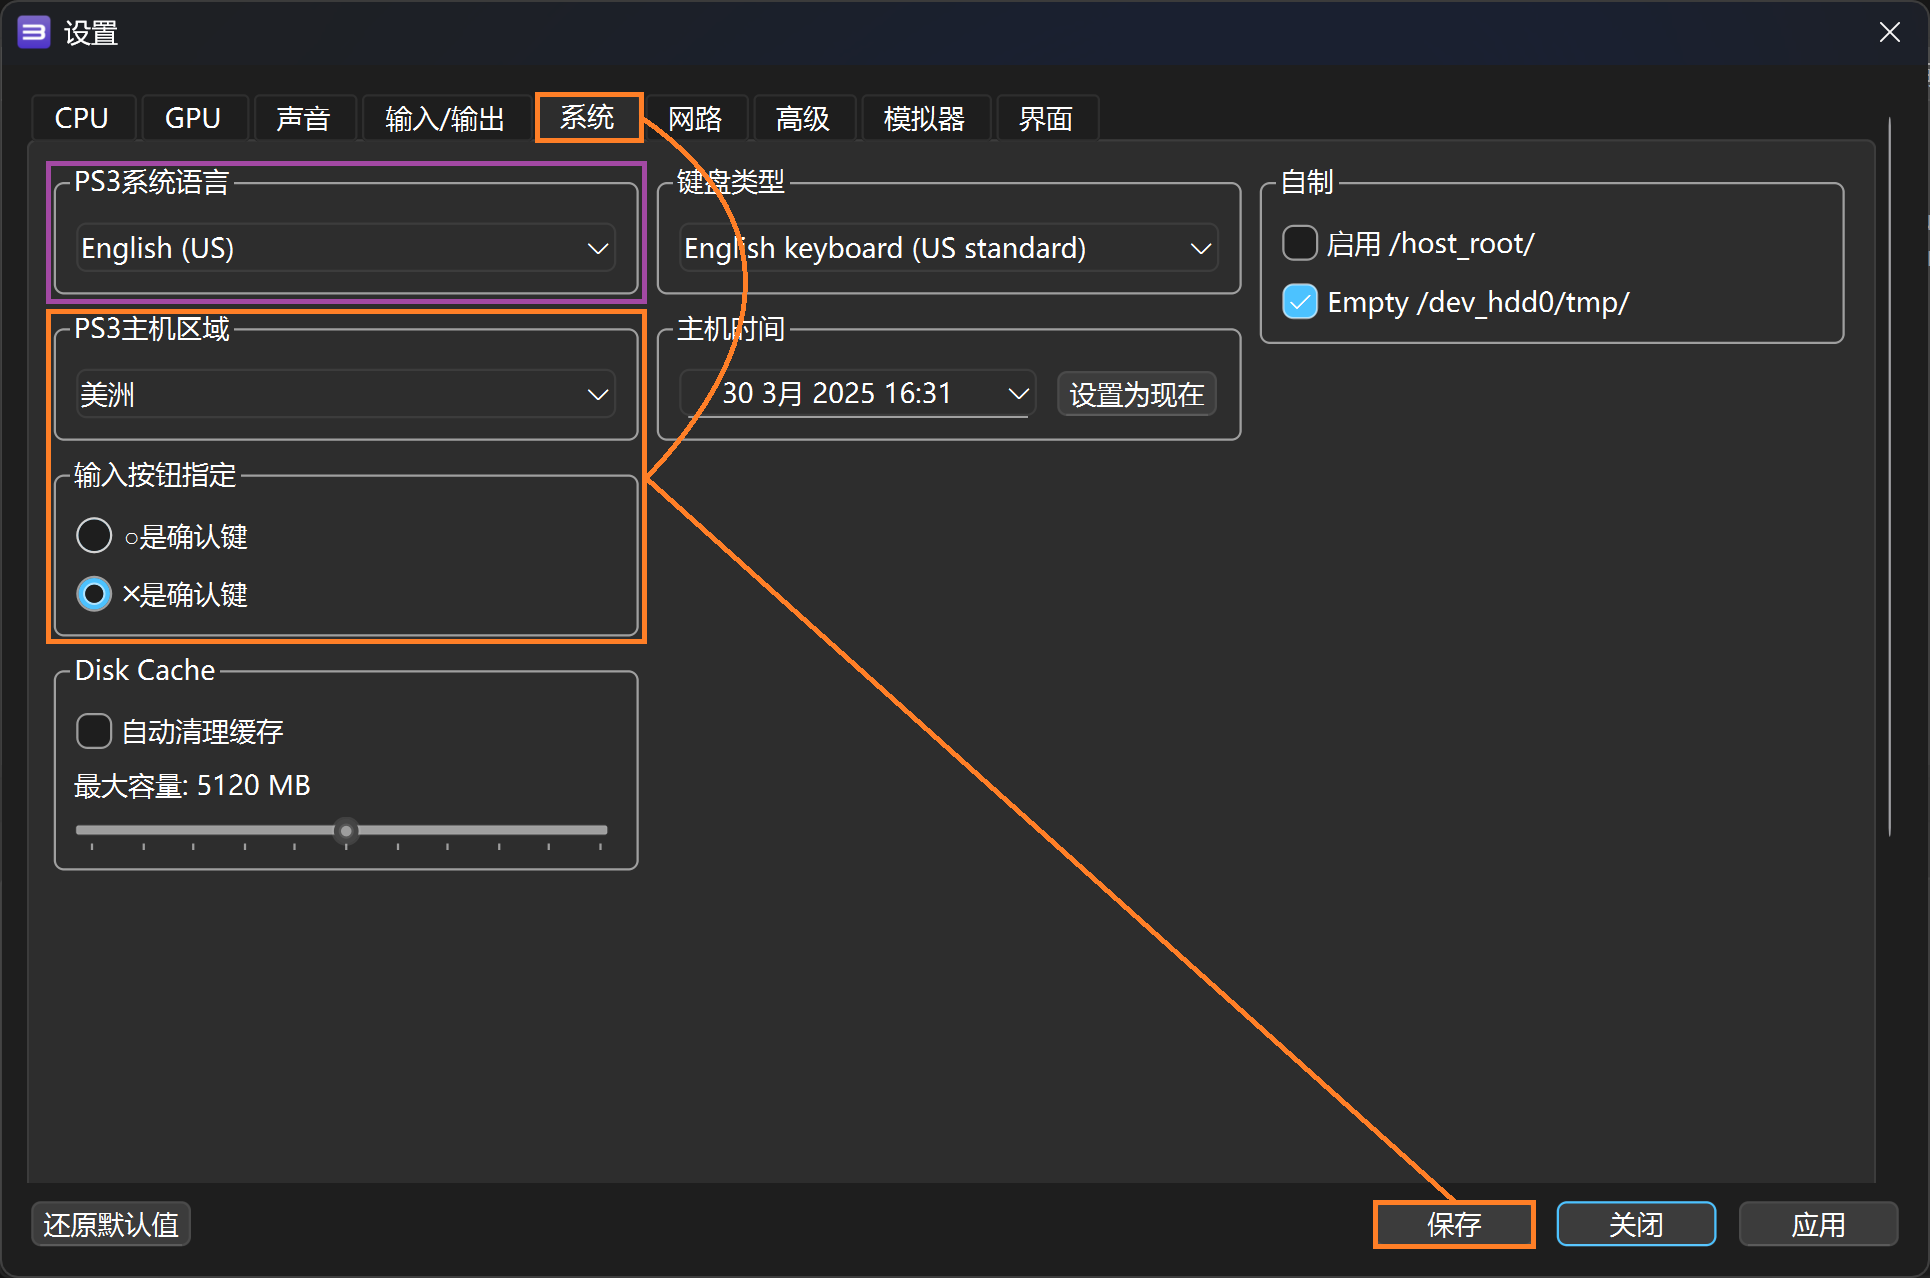 设置
CPU
GPU
声音
输入/输出
系统
网路
高级
模拟器
界面
PS3系统语言
English (US)
键盘类型
English keyboard (US standard)
自制
启用 /host_root/
Empty /dev_hdd0/tmp/
PS3主机区域
美洲
主机时间
30 3月 2025 16:31
设置为现在
输入按钮指定
○是确认键
×是确认键
Disk Cache
自动清理缓存
最大容量: 5120 MB
还原默认值
保存
关闭
应用